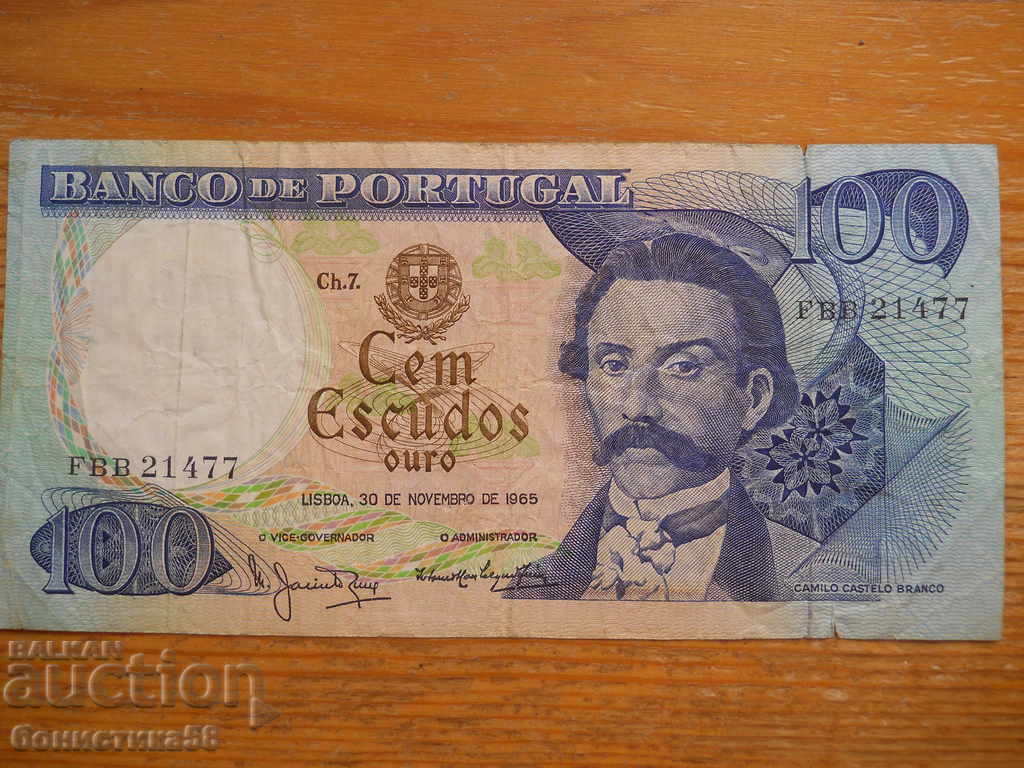 BANCO DE PORTUGAL 100
Ch.7.
FBB 21477
Cem
Escudos
ouro
FBB 21477
LISBOA, 30 DE NOVEMBRO DE 1965
O VICE-GOVERNADOR O ADMINISTRADOR
100
CAMILO CASTELO BRANCO
BALKAN
auction
бонистика58